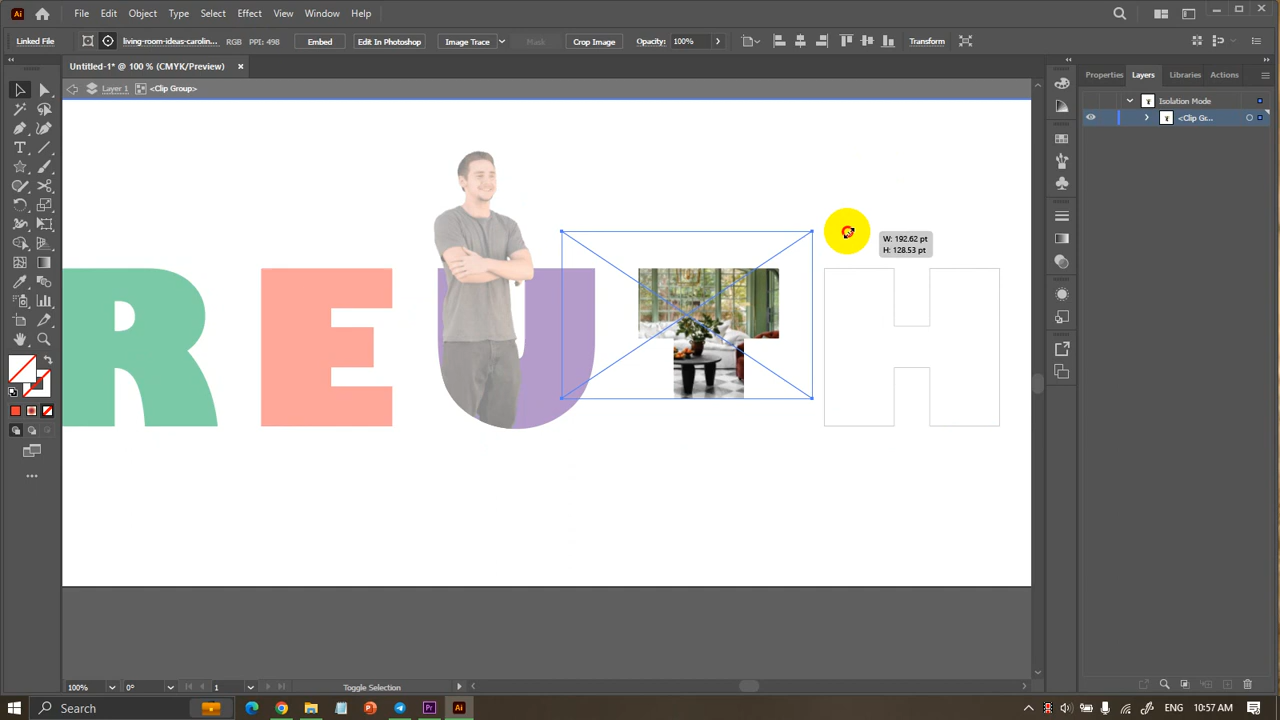 Ai
File Edit Object Type Select Effect View Window Help
Linked File
living-room-ideas-carolin...
RGB PPI: 498
Embed
Edit In Photoshop
Image Trace
Mask
Crop Image
Opacity: 100%
Transform
Untitled-1* @ 100 % (CMYK/Preview)
Properties Layers Libraries Actions
Layer 1 <Clip Group>
Isolation Mode
<Clip Gr...
W: 192.62 pt
H: 128.53 pt
R E U T H
100% 0° 1 Toggle Selection
Search
Pr
Ai
10:57 AM